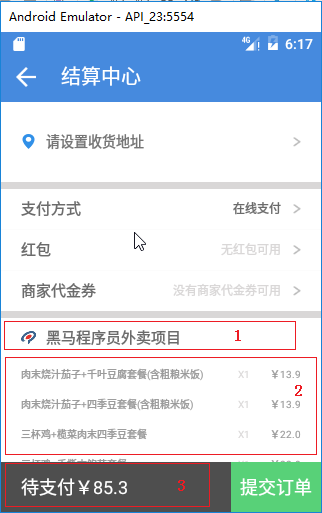 Android Emulator - API_23:5554
4G 6:17
结算中心
请设置收货地址
支付方式 在线支付
红包 无红包可用
商家代金券 没有商家代金券可用
黑马程序员外卖项目 1
肉末烧汁茄子+千叶豆腐套餐(含粗粮米饭) X1 ￥13.9
2
肉末烧汁茄子+四季豆套餐(含粗粮米饭) X1 ￥13.9
三杯鸡+榄菜肉末四季豆套餐 X1 ￥22.0
待支付￥85.3 3 提交订单